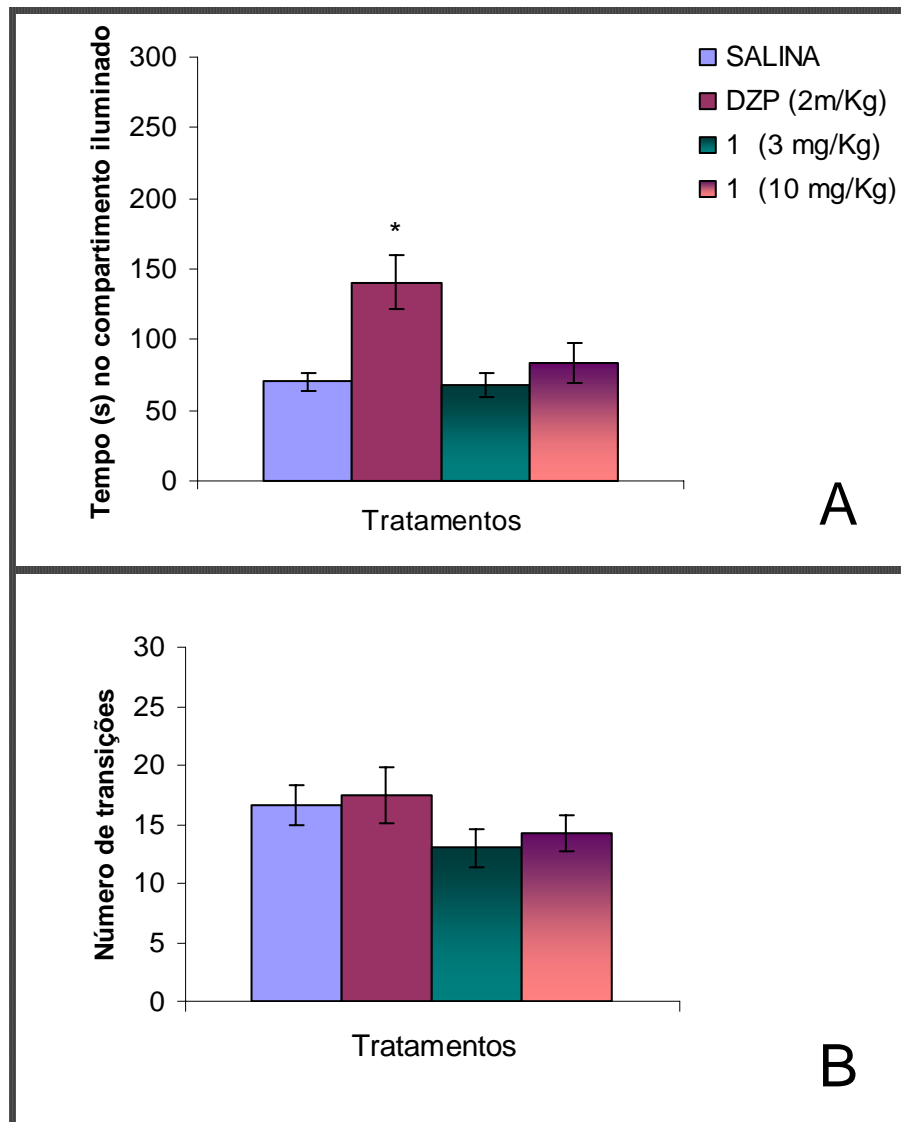 Tempo (s) no compartimento iluminado
300
250
200
150
100
50
0
*
Tratamentos
SALINA
DZP (2m/Kg)
1 (3 mg/Kg)
1 (10 mg/Kg)
A
Número de transições
30
25
20
15
10
5
0
Tratamentos
B